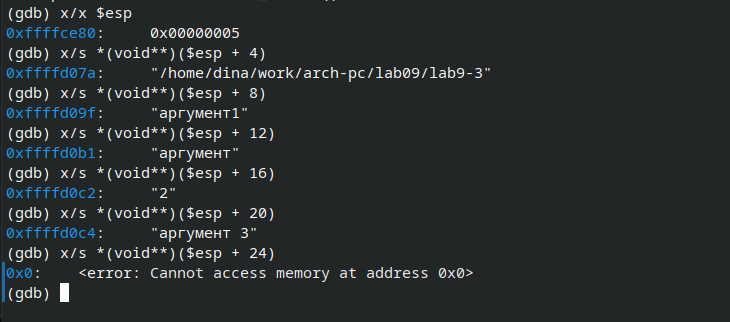 (gdb) x/x $esp
0xffffce80:     0x00000005
(gdb) x/s *(void**)($esp + 4)
0xffffd07a:     "/home/dina/work/arch-pc/lab09/lab9-3"
(gdb) x/s *(void**)($esp + 8)
0xffffd09f:     "аргумент1"
(gdb) x/s *(void**)($esp + 12)
0xffffd0b1:     "аргумент"
(gdb) x/s *(void**)($esp + 16)
0xffffd0c2:     "2"
(gdb) x/s *(void**)($esp + 20)
0xffffd0c4:     "аргумент 3"
(gdb) x/s *(void**)($esp + 24)
0x0:    <error: Cannot access memory at address 0x0>
(gdb)